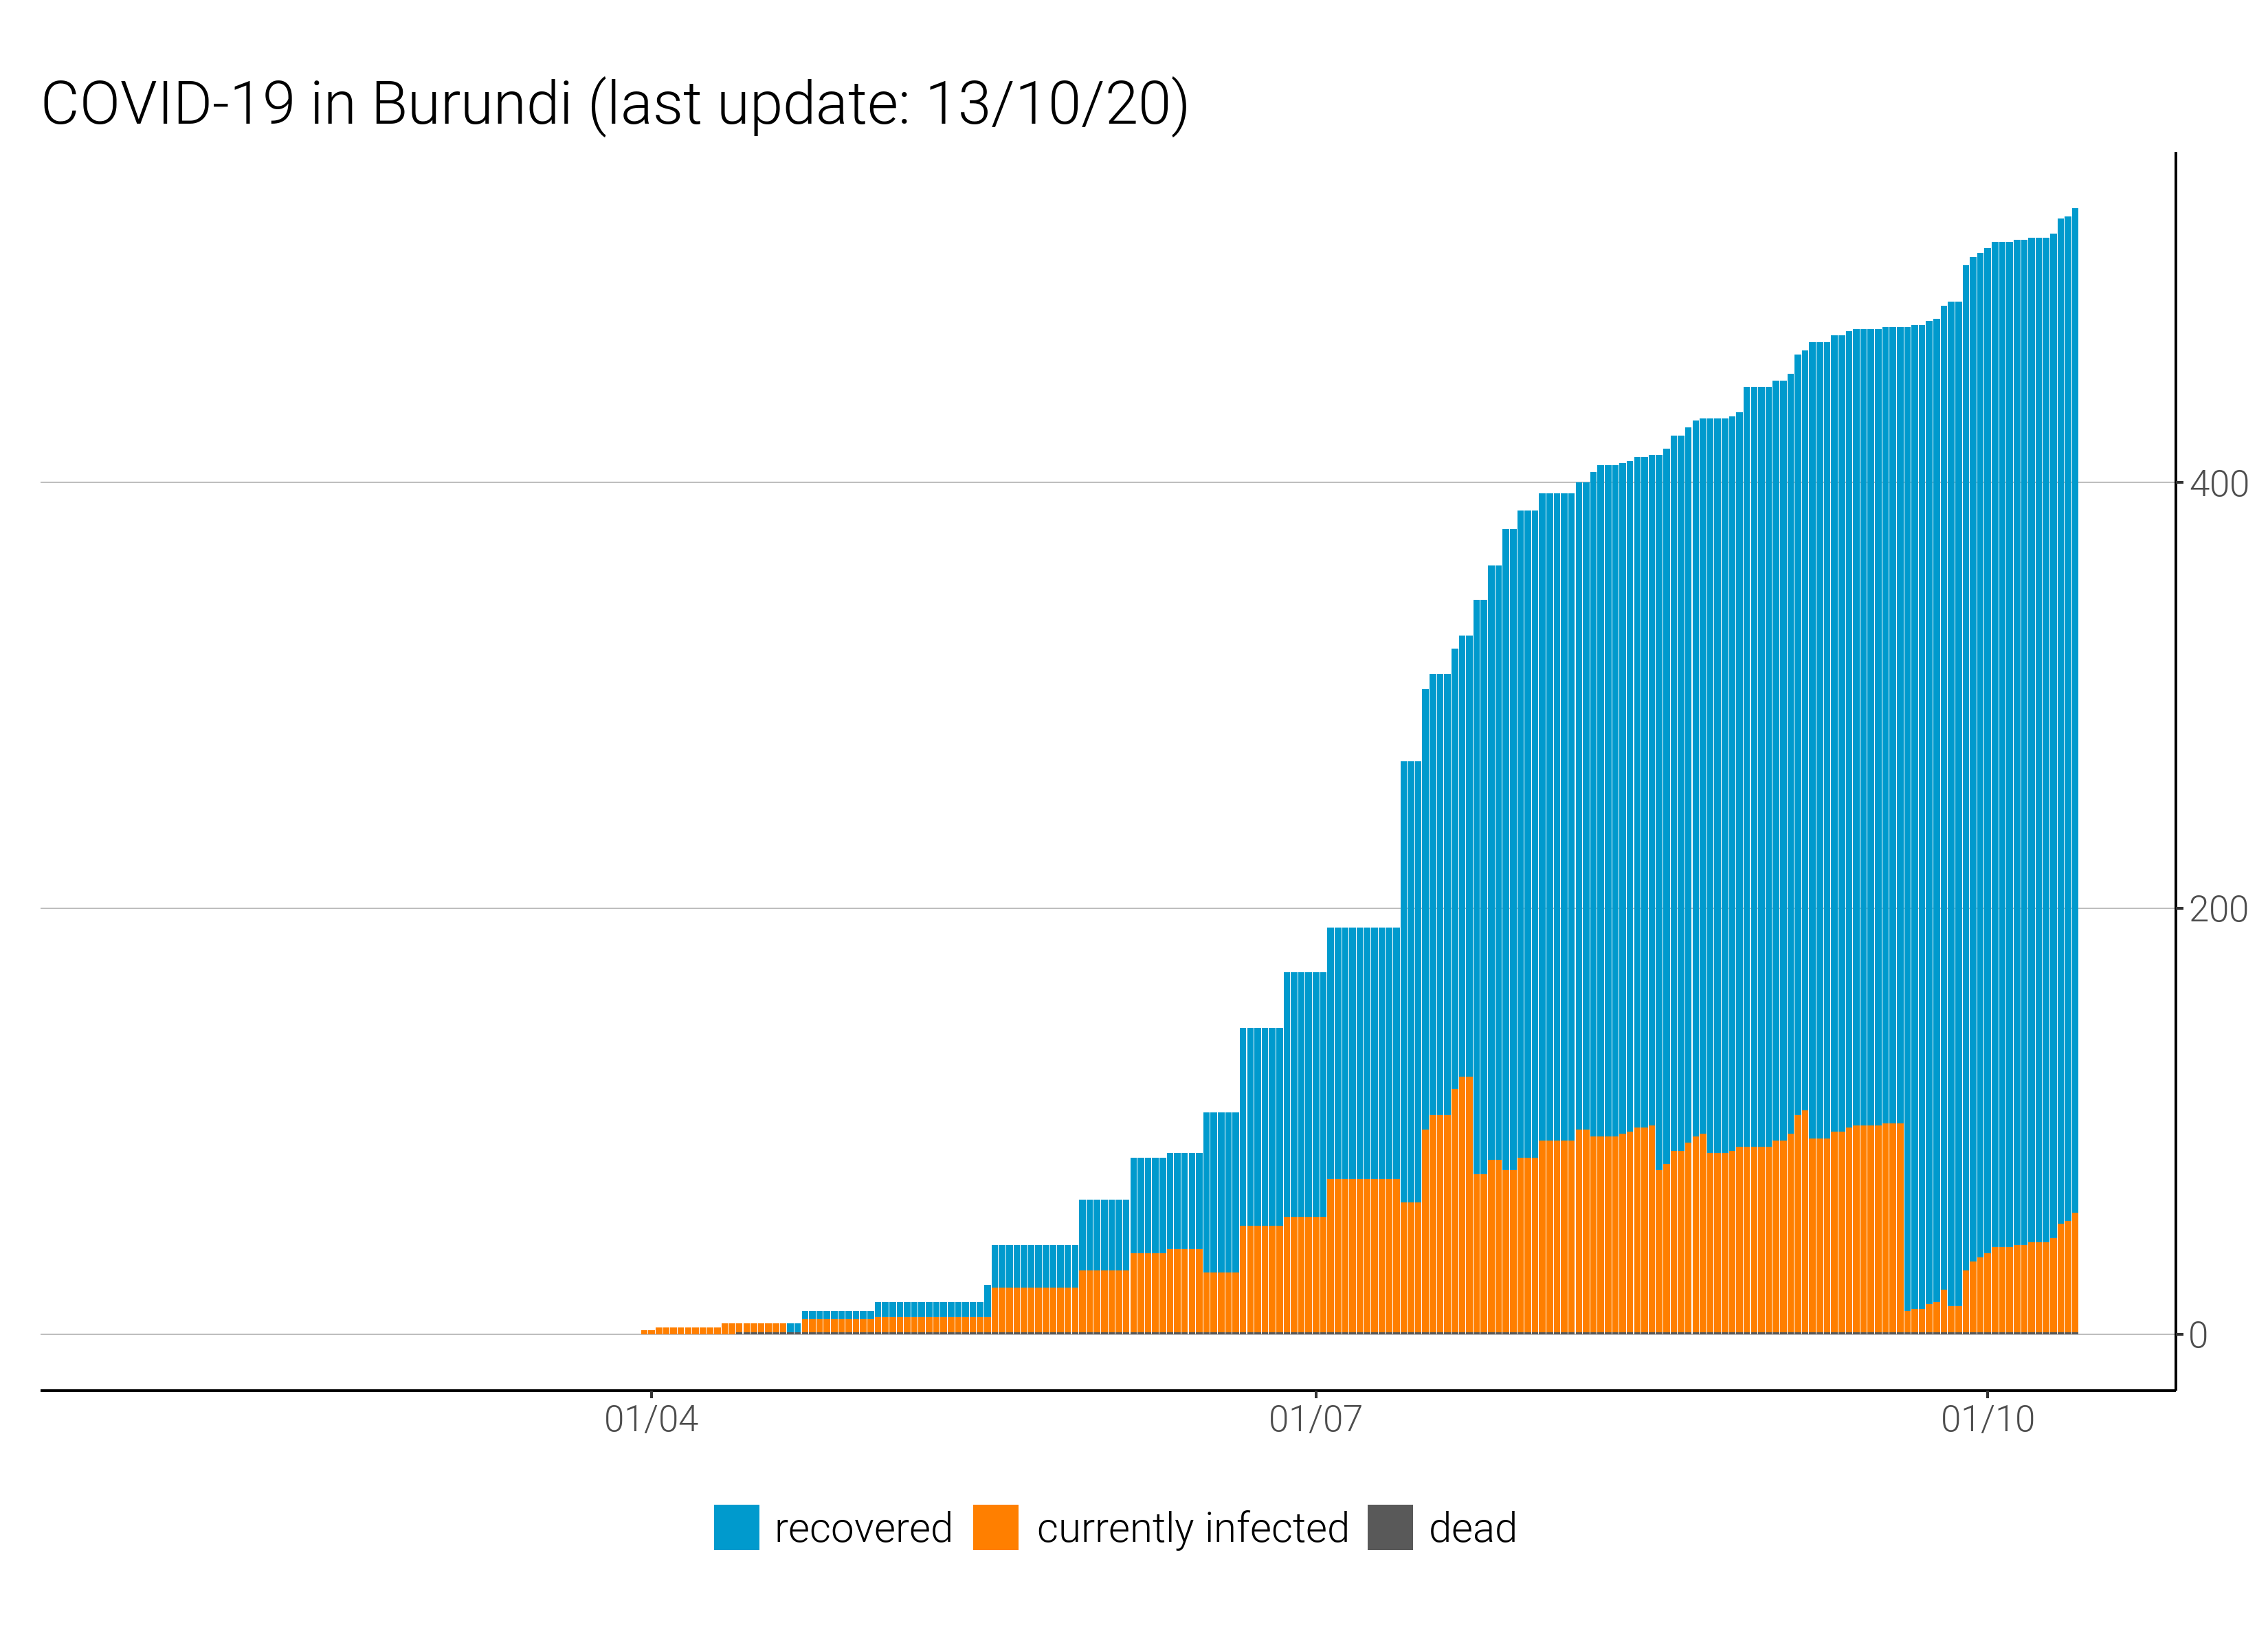 COVID-19 in Burundi (last update: 13/10/20)
400
200
0
01/04 01/07 01/10
recovered currently infected dead